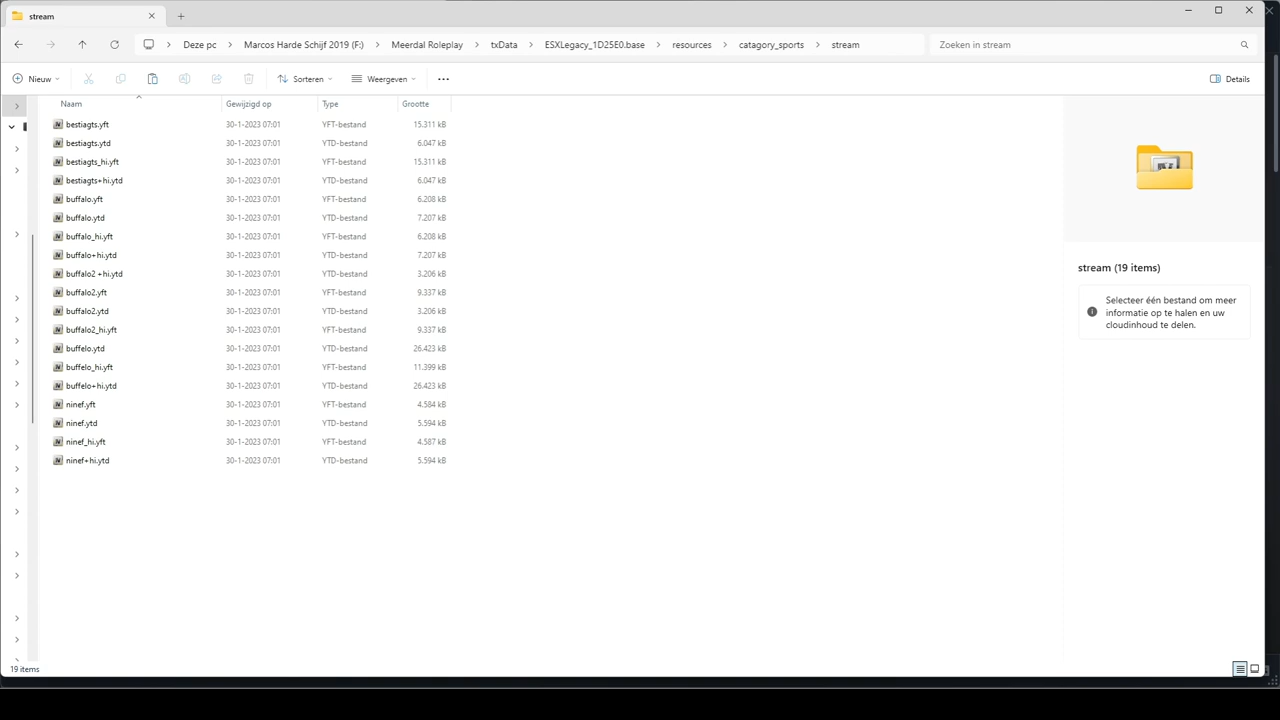 stream
Deze pc
Marcos Harde Schijf 2019 (F:)
Meerdal Roleplay
txData
ESXLegacy_1D25E0.base
resources
catagory_sports
stream
Zoeken in stream
Nieuw
Sorteren
Weergeven
Details
Naam Gewijzigd op Type Grootte
bestiagts.yft 30-1-2023 07:01 YFT-bestand 15.311 kB
bestiagts.ytd 30-1-2023 07:01 YTD-bestand 6.047 kB
bestiagts_hi.yft 30-1-2023 07:01 YFT-bestand 15.311 kB
bestiagts+hi.ytd 30-1-2023 07:01 YTD-bestand 6.047 kB
buffalo.yft 30-1-2023 07:01 YFT-bestand 6.208 kB
buffalo.ytd 30-1-2023 07:01 YTD-bestand 7.207 kB
buffalo_hi.yft 30-1-2023 07:01 YFT-bestand 6.208 kB
buffalo+hi.ytd 30-1-2023 07:01 YTD-bestand 7.207 kB
buffalo2 +hi.ytd 30-1-2023 07:01 YTD-bestand 3.206 kB
buffalo2.yft 30-1-2023 07:01 YFT-bestand 9.337 kB
buffalo2.ytd 30-1-2023 07:01 YTD-bestand 3.206 kB
buffalo2_hi.yft 30-1-2023 07:01 YFT-bestand 9.337 kB
buffelo.ytd 30-1-2023 07:01 YTD-bestand 26.423 kB
buffelo_hi.yft 30-1-2023 07:01 YFT-bestand 11.399 kB
buffelo+hi.ytd 30-1-2023 07:01 YTD-bestand 26.423 kB
ninef.yft 30-1-2023 07:01 YFT-bestand 4.584 kB
ninef.ytd 30-1-2023 07:01 YTD-bestand 5.594 kB
ninef_hi.yft 30-1-2023 07:01 YFT-bestand 4.587 kB
ninef+hi.ytd 30-1-2023 07:01 YTD-bestand 5.594 kB
stream (19 items)
Selecteer één bestand om meer
informatie op te halen en uw
cloudinhoud te delen.
19 items